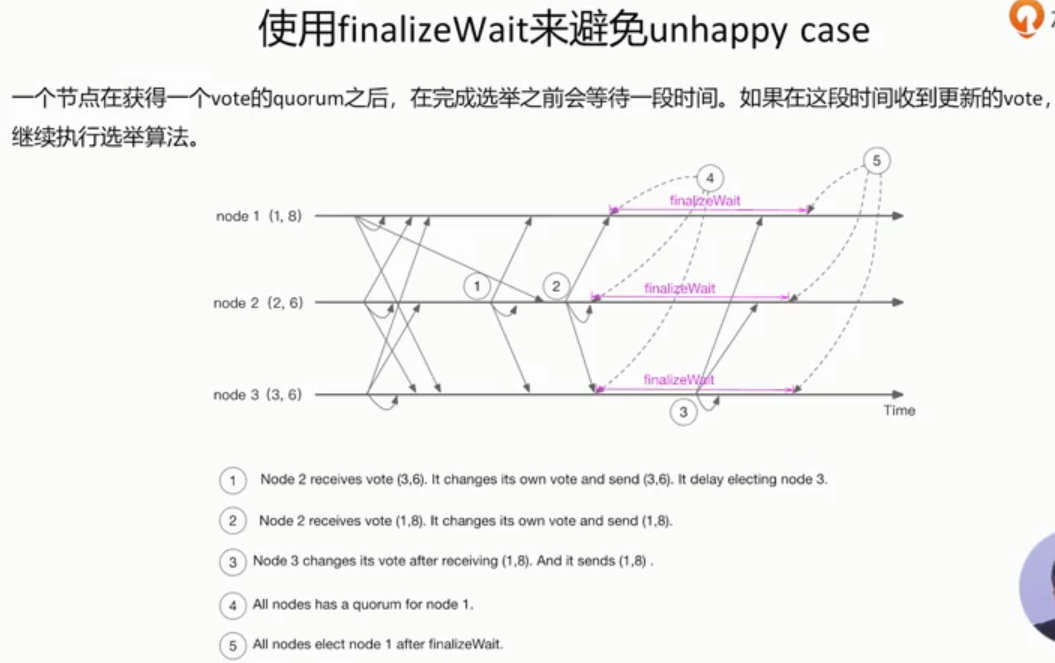 使用finalizeWait来避免unhappy case
一个节点在获得一个vote的quorum之后，在完成选举之前会等待一段时间。如果在这段时间收到更新的vote，
继续执行选举算法。
5
4
finalizeWait
node 1 (1, 8)
1
2
finalizeWait
node 2 (2, 6)
finalizeWait
node 3 (3, 6)
3
Time
1 Node 2 receives vote (3,6). It changes its own vote and send (3,6). It delay electing node 3.
2 Node 2 receives vote (1,8). It changes its own vote and send (1,8).
3 Node 3 changes its vote after receiving (1,8). And it sends (1,8) .
4 All nodes has a quorum for node 1.
5 All nodes elect node 1 after finalizeWait.